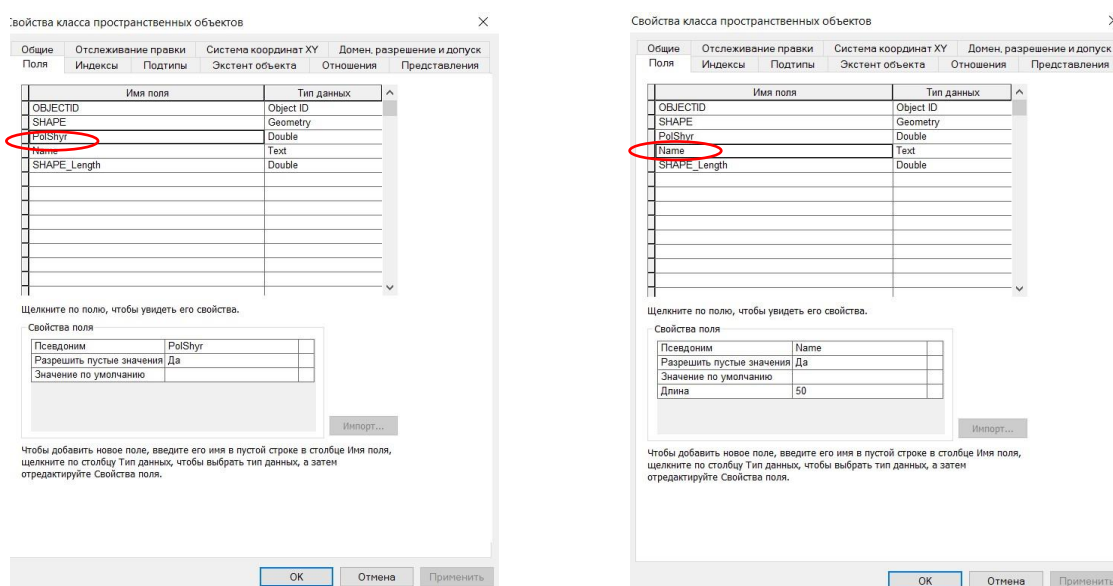 Свойства класса пространственных объектов
Общие Отслеживание правки Система координат XY Домен, разрешение и допуск
Поля Индексы Подтипы Экстент объекта Отношения Представления
Имя поля Тип данных
OBJECTID Object ID
SHAPE Geometry
PolShyr Double
Name Text
SHAPE_Length Double
Щелкните по полю, чтобы увидеть его свойства.
Свойства поля
Псевдоним PolShyr
Разрешить пустые значения Да
Значение по умолчанию
Импорт...
Чтобы добавить новое поле, введите его имя в пустой строке в столбце Имя поля,
щелкните по столбцу Тип данных, чтобы выбрать тип данных, а затем
отредактируйте Свойства поля.
ОК Отмена Применить
Свойства класса пространственных объектов
Общие Отслеживание правки Система координат XY Домен, разрешение и допуск
Поля Индексы Подтипы Экстент объекта Отношения Представления
Имя поля Тип данных
OBJECTID Object ID
SHAPE Geometry
PolShyr Double
Name Text
SHAPE_Length Double
Щелкните по полю, чтобы увидеть его свойства.
Свойства поля
Псевдоним Name
Разрешить пустые значения Да
Значение по умолчанию
Длина 50
Импорт...
Чтобы добавить новое поле, введите его имя в пустой строке в столбце Имя поля,
щелкните по столбцу Тип данных, чтобы выбрать тип данных, а затем
отредактируйте Свойства поля.
ОК Отмена Применить